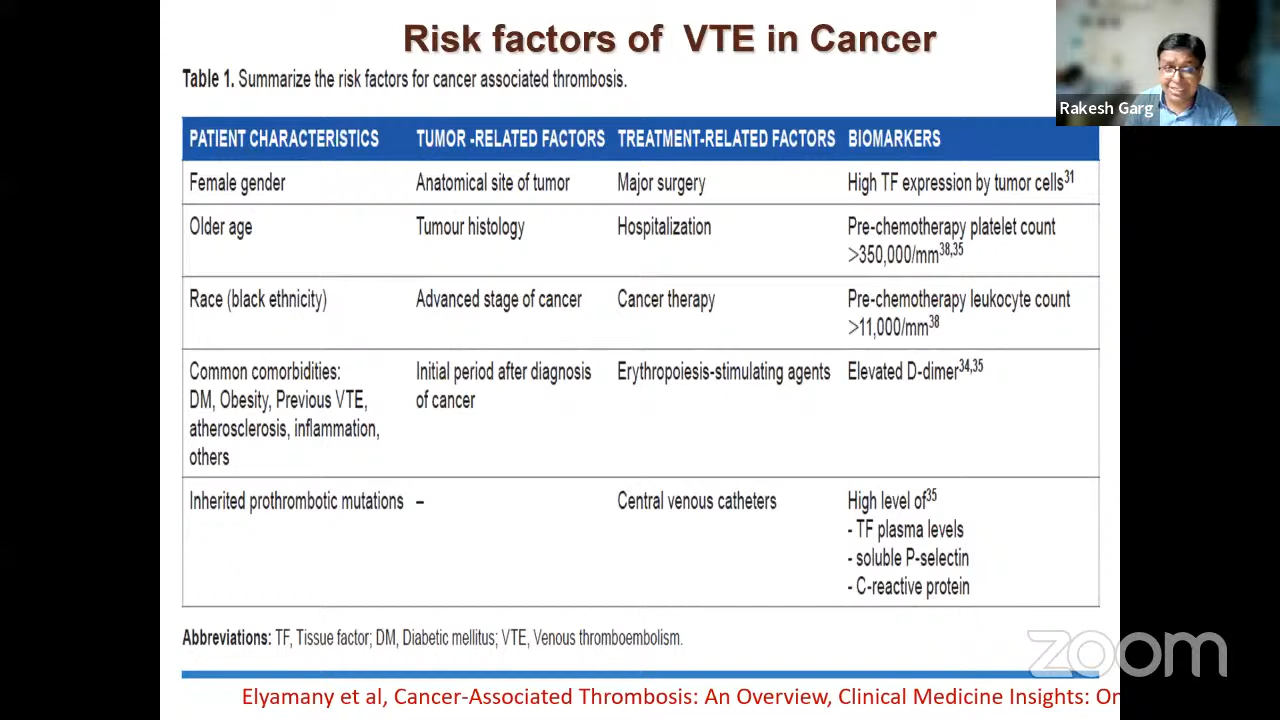 Risk factors of VTE in Cancer
Rakesh Garg
Table 1. Summarize the risk factors for cancer associated thrombosis.
PATIENT CHARACTERISTICS TUMOR -RELATED FACTORS TREATMENT-RELATED FACTORS BIOMARKERS
Female gender Anatomical site of tumor Major surgery High TF expression by tumor cells31
Older age Tumour histology Hospitalization Pre-chemotherapy platelet count
>350,000/mm38,35
Race (black ethnicity) Advanced stage of cancer Cancer therapy Pre-chemotherapy leukocyte count
>11,000/mm38
Common comorbidities: Initial period after diagnosis Erythropoiesis-stimulating agents Elevated D-dimer34,35
DM, Obesity, Previous VTE, of cancer
atherosclerosis, inflammation,
others
Inherited prothrombotic mutations – Central venous catheters High level of35
- TF plasma levels
- soluble P-selectin
- C-reactive protein
Abbreviations: TF, Tissue factor; DM, Diabetic mellitus; VTE, Venous thromboembolism.
zoom
Elyamany et al, Cancer-Associated Thrombosis: An Overview, Clinical Medicine Insights: On